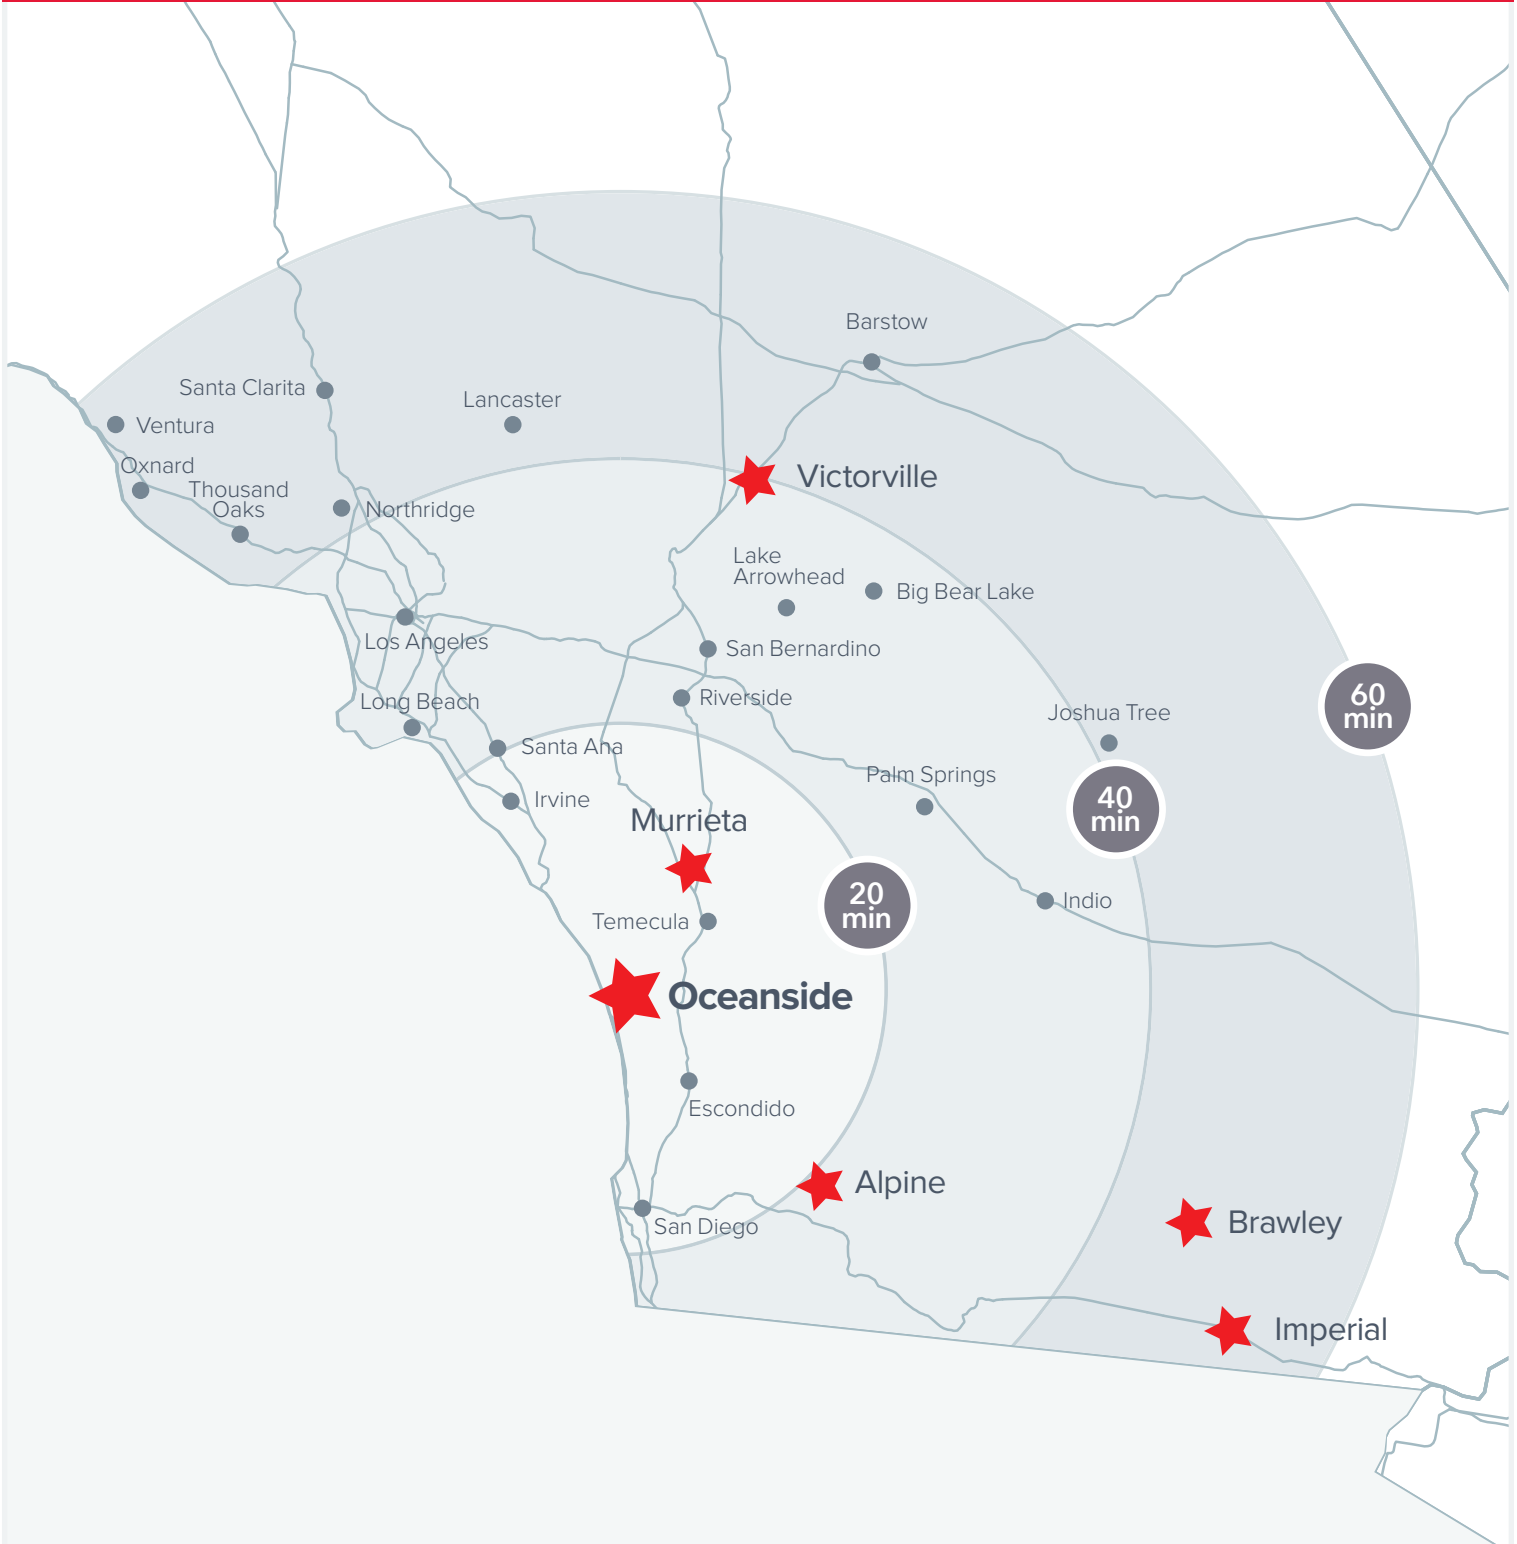 Barstow
Santa Clarita
Lancaster
Ventura
Oxnard
Thousand
Oaks
Victorville
Northridge
Lake
Arrowhead
Big Bear Lake
Los Angeles
San Bernardino
Riverside
60
min
Long Beach
Joshua Tree
Santa Ana
Palm Springs
Irvine
40
min
Murrieta
20
min
Indio
Temecula
Oceanside
Escondido
Alpine
San Diego
Brawley
Imperial